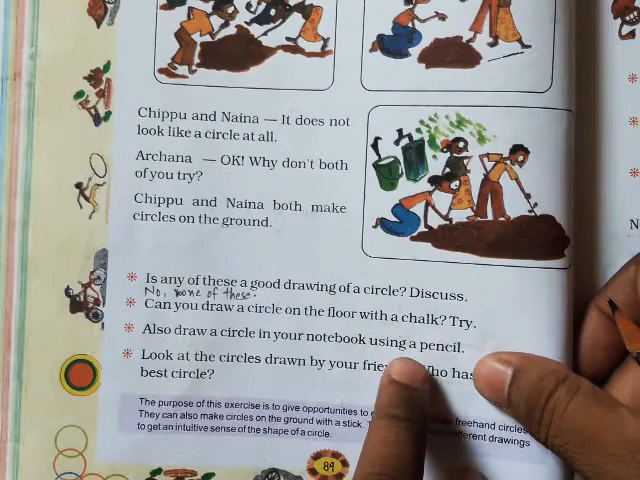 Chippu and Naina — It does not
look like a circle at all.
Archana — OK! Why don't both
of you try?
Chippu and Naina both make
circles on the ground.
* Is any of these a good drawing of a circle? Discuss.
No, none of these.
* Can you draw a circle on the floor with a chalk? Try.
* Also draw a circle in your notebook using a pencil.
* Look at the circles drawn by your ho has
best circle?
The purpose of this exercise is to give opportunities to freehand circles
They can also make circles on the ground with a stick. different drawings
to get an intuitive sense of the shape of a circle.
84